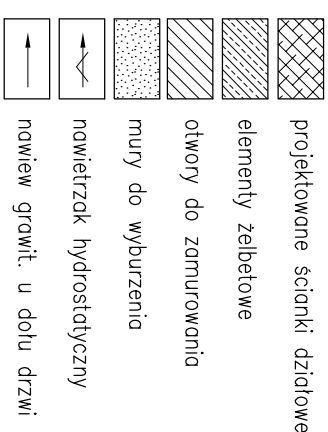 projektowane ścianki działowe
elementy żelbetowe
otwory do zamurowania
mury do wyburzenia
nawietrzak hydrostatyczny
nawiew grawit. u dołu drzwi